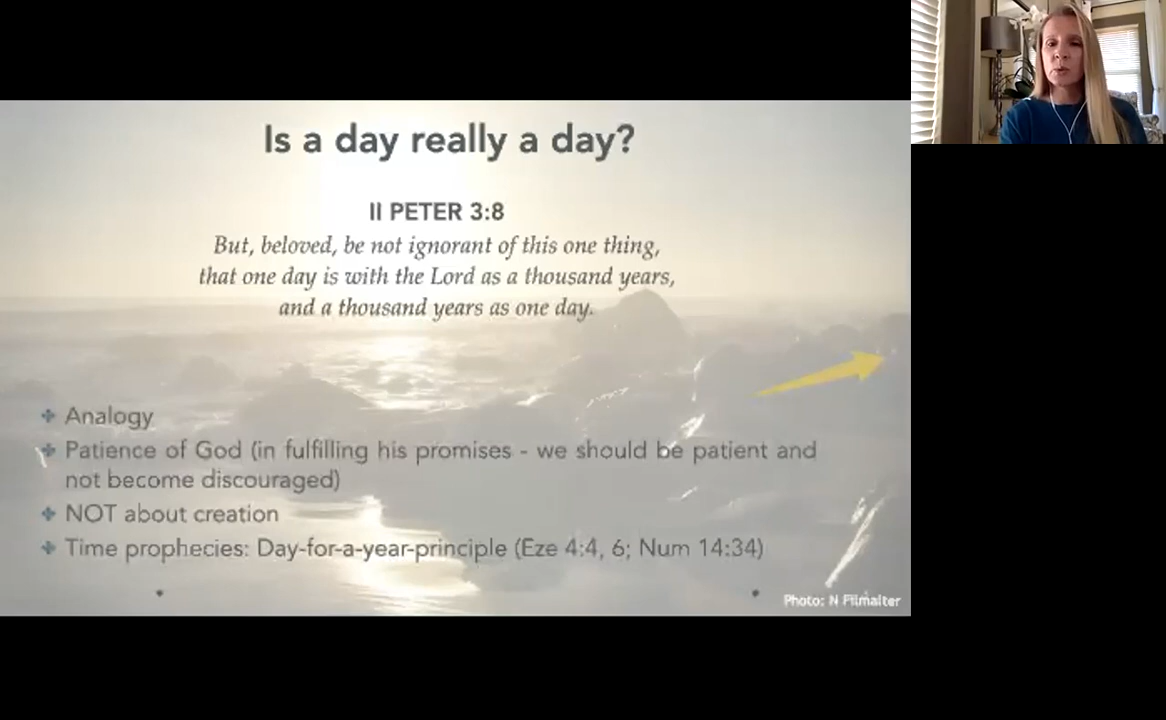 Is a day really a day?
II PETER 3:8
But, beloved, be not ignorant of this one thing,
that one day is with the Lord as a thousand years,
and a thousand years as one day.
Analogy
Patience of God (in fulfilling his promises - we should be patient and
not become discouraged)
NOT about creation
Time prophecies: Day-for-a-year-principle (Eze 4:4, 6; Num 14:34)
Photo: N Filmalter